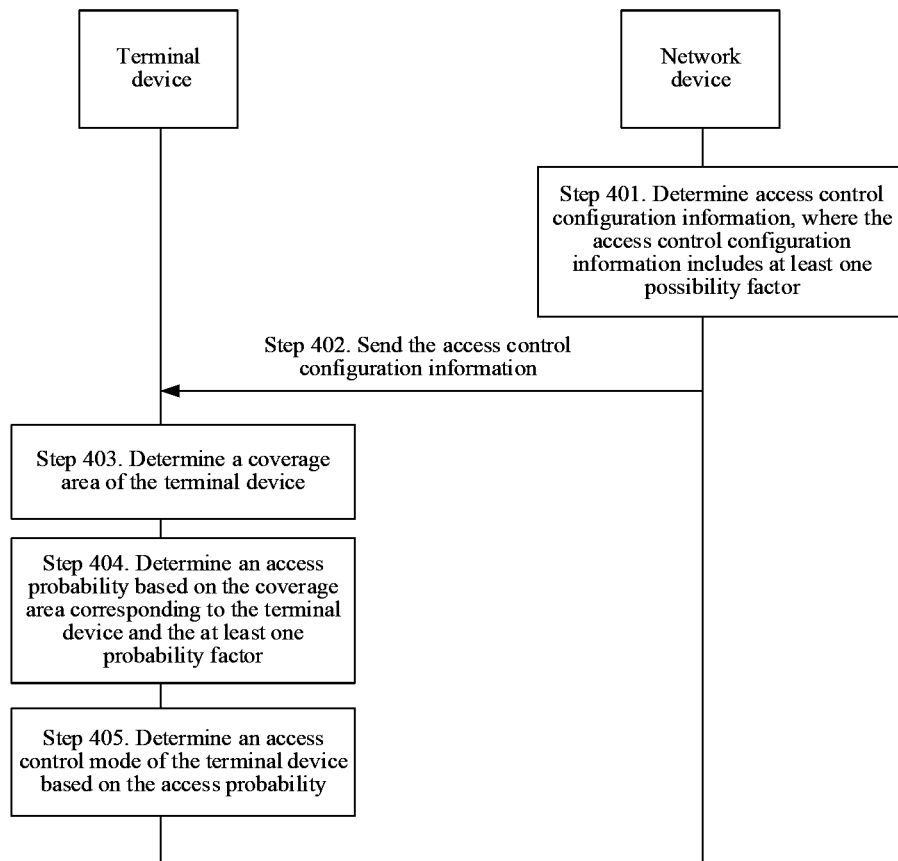 Terminal
device
Network
device
Step 401. Determine access control
configuration information, where the
access control configuration
information includes at least one
possibility factor
Step 402. Send the access control
configuration information
Step 403. Determine a coverage
area of the terminal device
Step 404. Determine an access
probability based on the coverage
area corresponding to the terminal
device and the at least one
probability factor
Step 405. Determine an access
control mode of the terminal device
based on the access probability